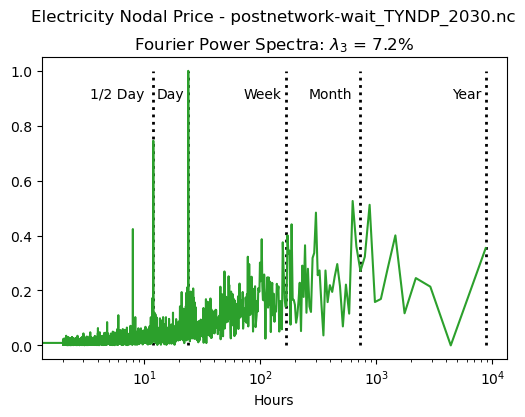 Electricity Nodal Price - postnetwork-wait_TYNDP_2030.nc
Fourier Power Spectra: λ₃ = 7.2%
1.0
0.8
0.6
0.4
0.2
0.0
1/2 Day
Day
Week
Month
Year
10¹
10²
10³
10⁴
Hours